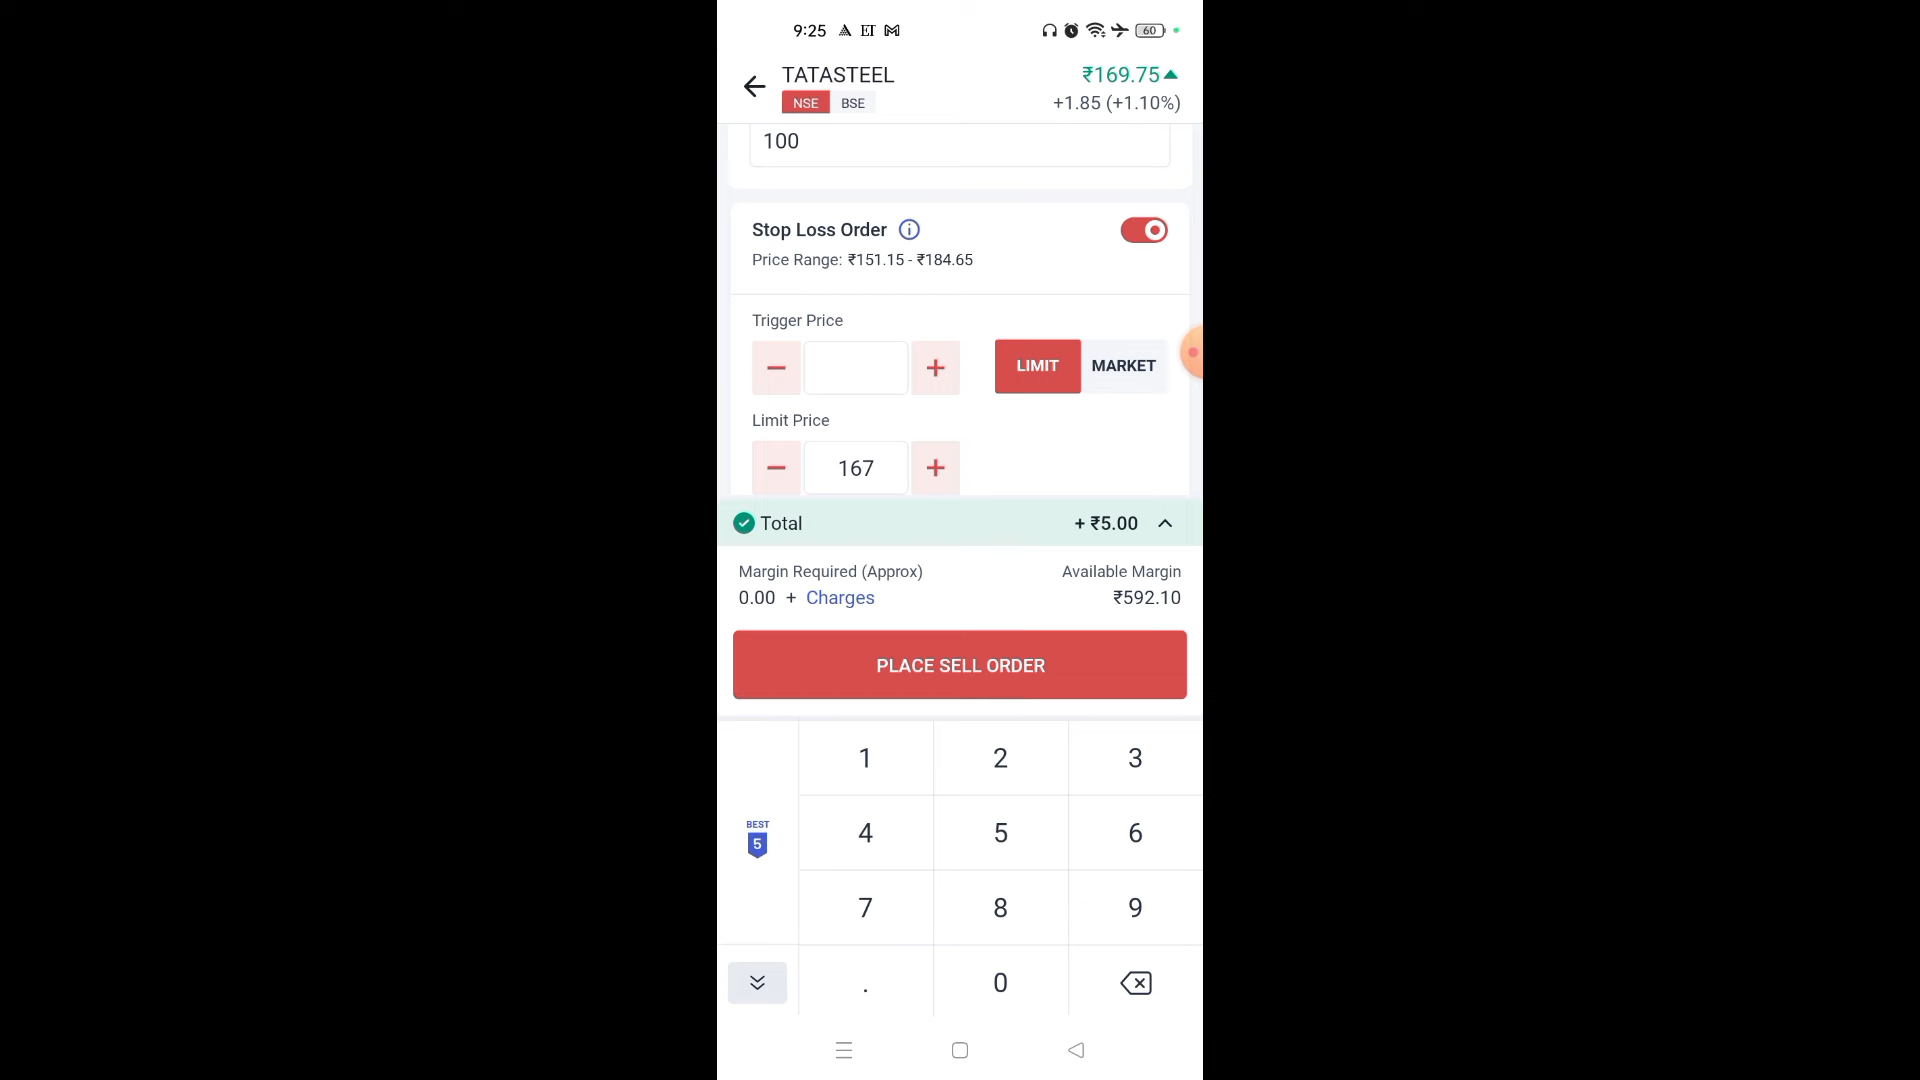 9:25 ET 60
TATASTEEL ₹169.75
NSE BSE +1.85 (+1.10%)
100
Stop Loss Order
Price Range: ₹151.15 - ₹184.65
Trigger Price
− + LIMIT MARKET
Limit Price
− 167 +
Total + ₹5.00
Margin Required (Approx) Available Margin
0.00 + Charges ₹592.10
PLACE SELL ORDER
1 2 3
BEST
5
4 5 6
7 8 9
. 0